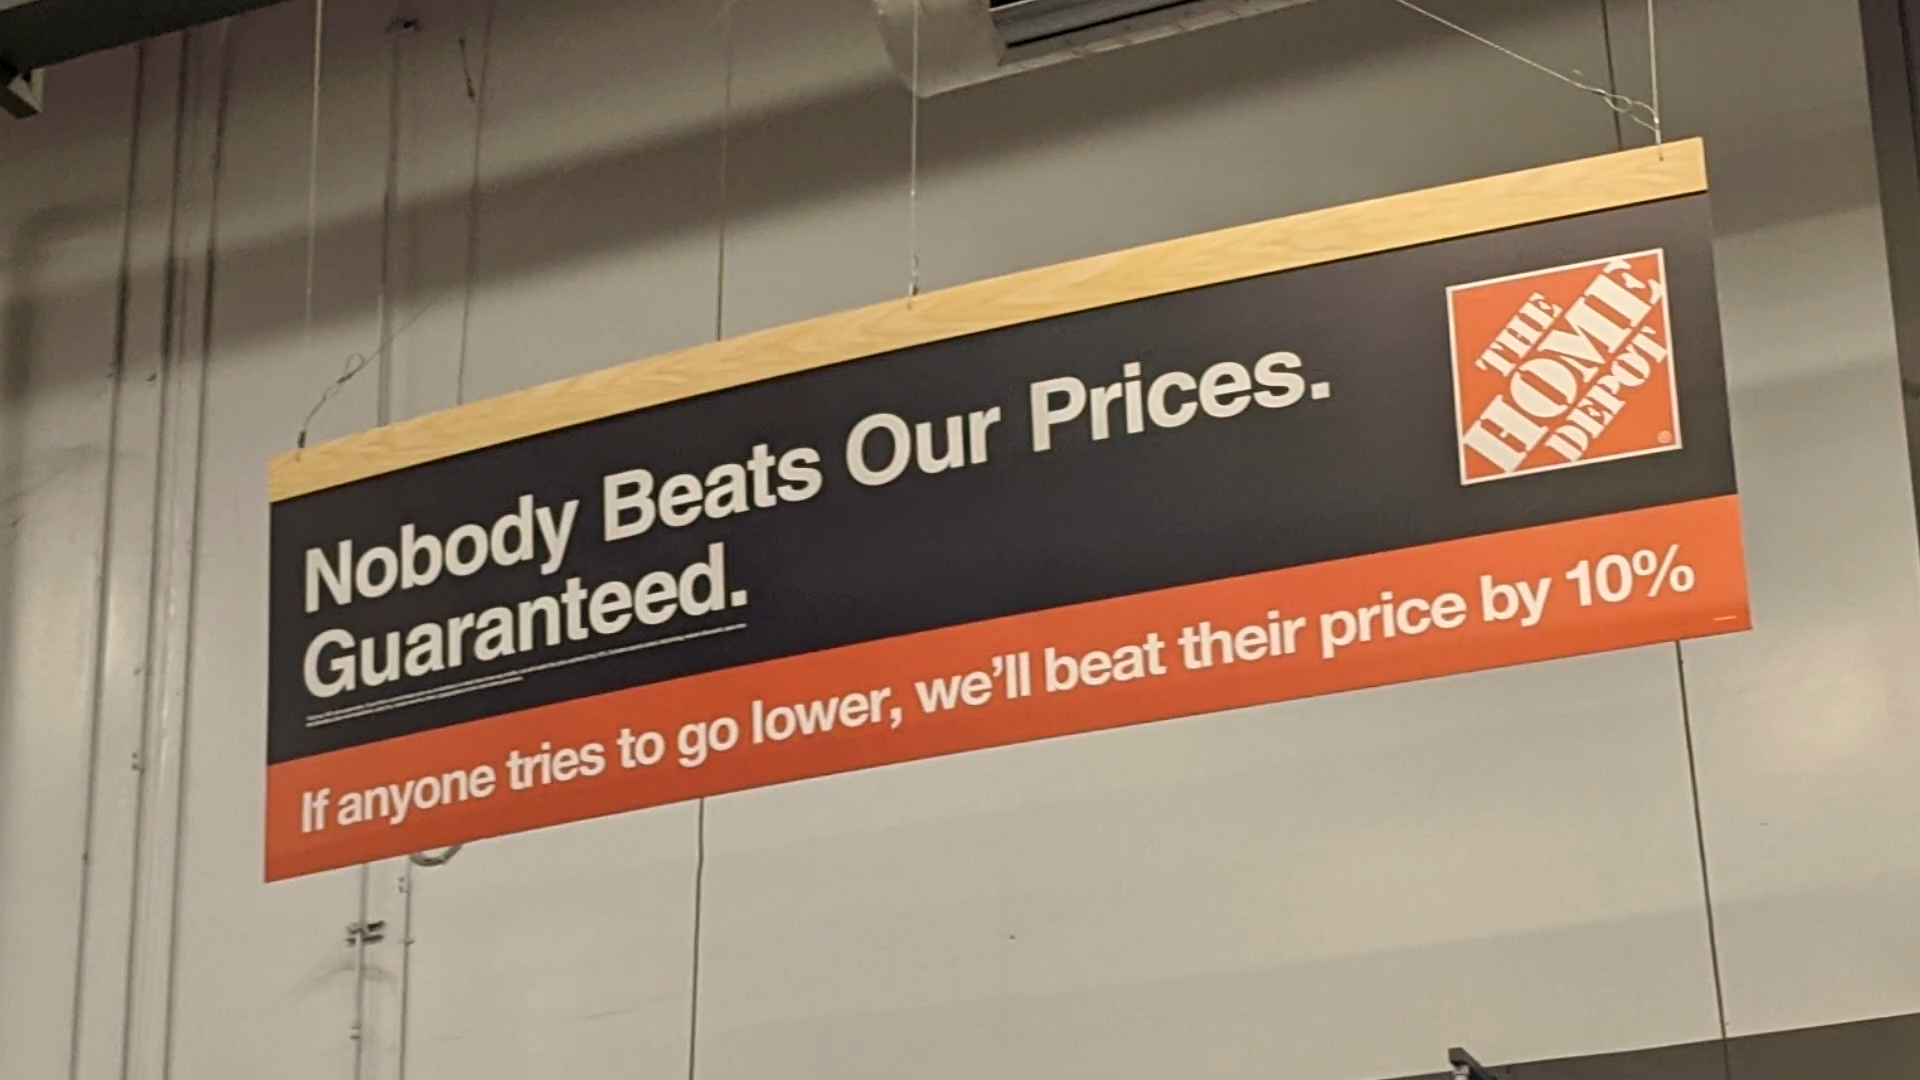 Nobody Beats Our Prices.
Guaranteed.
THE
HOME
DEPOT
®
If anyone tries to go lower, we'll beat their price by 10%